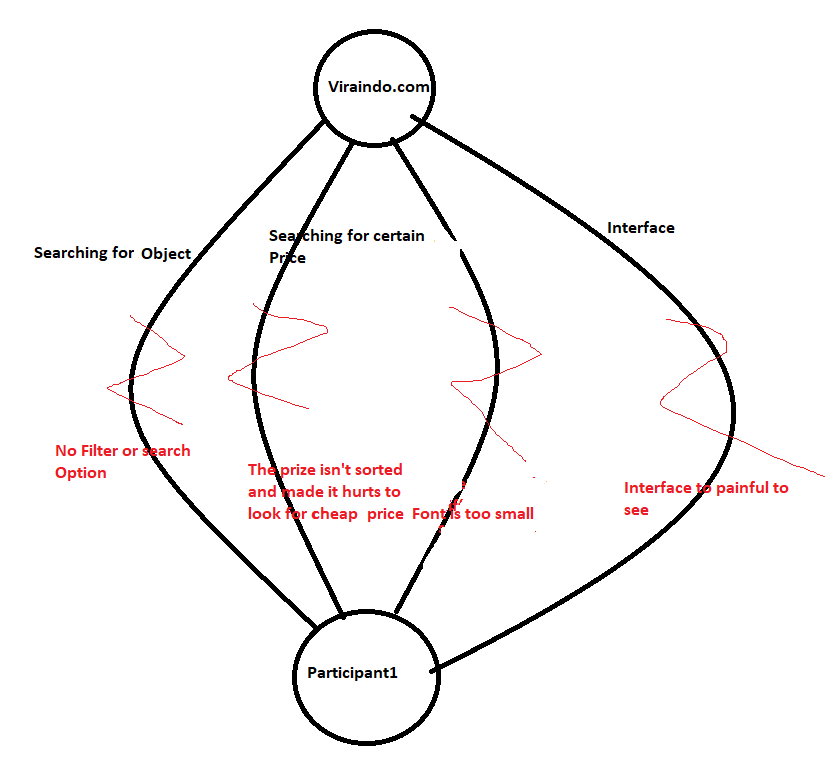 Viraindo.com
Searching for Object
Searching for certain
Price
Interface
No Filter or search
Option
The prize isn't sorted
and made it hurts to
look for cheap price
Font is too small
Interface to painful to
see
Participant1